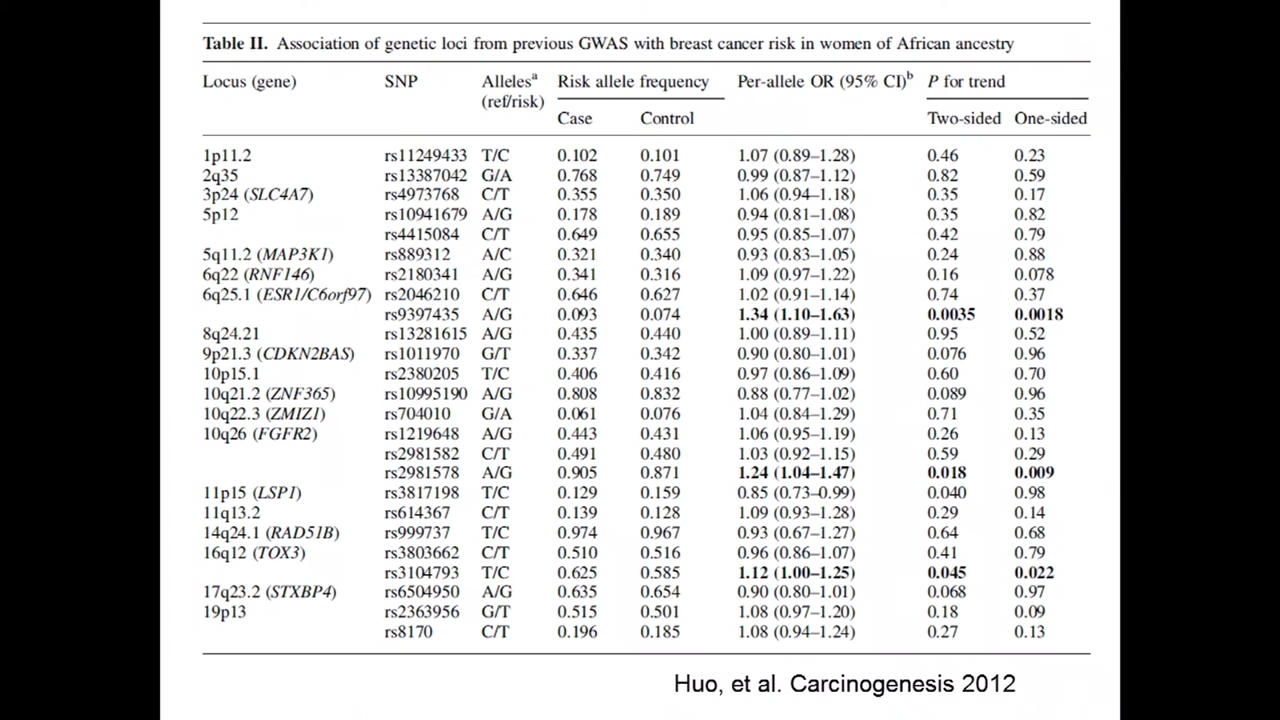 Table II. Association of genetic loci from previous GWAS with breast cancer risk in women of African ancestry
Locus (gene) SNP Alleles^a (ref/risk) Risk allele frequency Per-allele OR (95% CI)^b P for trend
Case Control Two-sided One-sided
1p11.2 rs11249433 T/C 0.102 0.101 1.07 (0.89–1.28) 0.46 0.23
2q35 rs13387042 G/A 0.768 0.749 0.99 (0.87–1.12) 0.82 0.59
3p24 (SLC4A7) rs4973768 C/T 0.355 0.350 1.06 (0.94–1.18) 0.35 0.17
5p12 rs10941679 A/G 0.178 0.189 0.94 (0.81–1.08) 0.35 0.82
rs4415084 C/T 0.649 0.655 0.95 (0.85–1.07) 0.42 0.79
5q11.2 (MAP3K1) rs889312 A/C 0.321 0.340 0.93 (0.83–1.05) 0.24 0.88
6q22 (RNF146) rs2180341 A/G 0.341 0.316 1.09 (0.97–1.22) 0.16 0.078
6q25.1 (ESR1/C6orf97) rs2046210 C/T 0.646 0.627 1.02 (0.91–1.14) 0.74 0.37
rs9397435 A/G 0.093 0.074 1.34 (1.10–1.63) 0.0035 0.0018
8q24.21 rs13281615 A/G 0.435 0.440 1.00 (0.89–1.11) 0.95 0.52
9p21.3 (CDKN2BAS) rs1011970 G/T 0.337 0.342 0.90 (0.80–1.01) 0.076 0.96
10p15.1 rs2380205 T/C 0.406 0.416 0.97 (0.86–1.09) 0.60 0.70
10q21.2 (ZNF365) rs10995190 A/G 0.808 0.832 0.88 (0.77–1.02) 0.089 0.96
10q22.3 (ZMIZ1) rs704010 G/A 0.061 0.076 1.04 (0.84–1.29) 0.71 0.35
10q26 (FGFR2) rs1219648 A/G 0.443 0.431 1.06 (0.95–1.19) 0.26 0.13
rs2981582 C/T 0.491 0.480 1.03 (0.92–1.15) 0.59 0.29
rs2981578 A/G 0.905 0.871 1.24 (1.04–1.47) 0.018 0.009
11p15 (LSP1) rs3817198 T/C 0.129 0.159 0.85 (0.73–0.99) 0.040 0.98
11q13.2 rs614367 C/T 0.139 0.128 1.09 (0.93–1.28) 0.29 0.14
14q24.1 (RAD51B) rs999737 T/C 0.974 0.967 0.93 (0.67–1.27) 0.64 0.68
16q12 (TOX3) rs3803662 C/T 0.510 0.516 0.96 (0.86–1.07) 0.41 0.79
rs3104793 T/C 0.625 0.585 1.12 (1.00–1.25) 0.045 0.022
17q23.2 (STXBP4) rs6504950 A/G 0.635 0.654 0.90 (0.80–1.01) 0.068 0.97
19p13 rs2363956 G/T 0.515 0.501 1.08 (0.97–1.20) 0.18 0.09
rs8170 C/T 0.196 0.185 1.08 (0.94–1.24) 0.27 0.13
Huo, et al. Carcinogenesis 2012